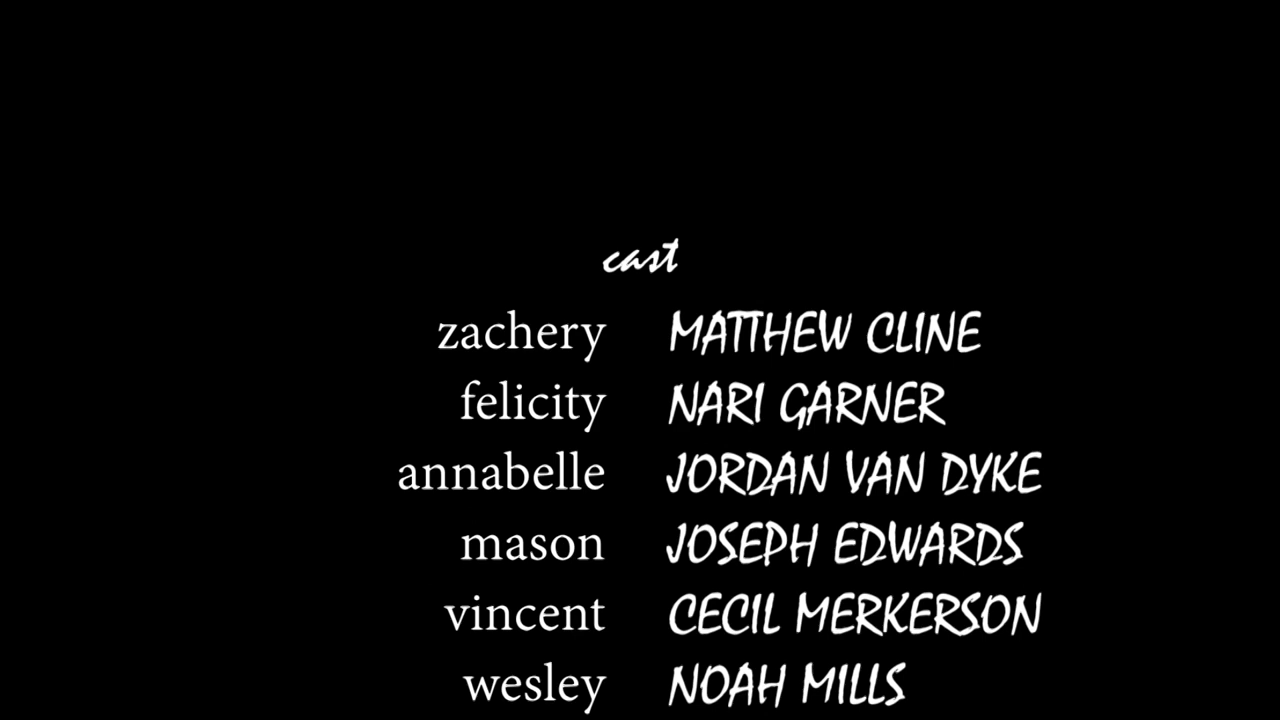 cast
zachery MATTHEW CLINE
felicity NARI GARNER
annabelle JORDAN VAN DYKE
mason JOSEPH EDWARDS
vincent CECIL MERKERSON
wesley NOAH MILLS